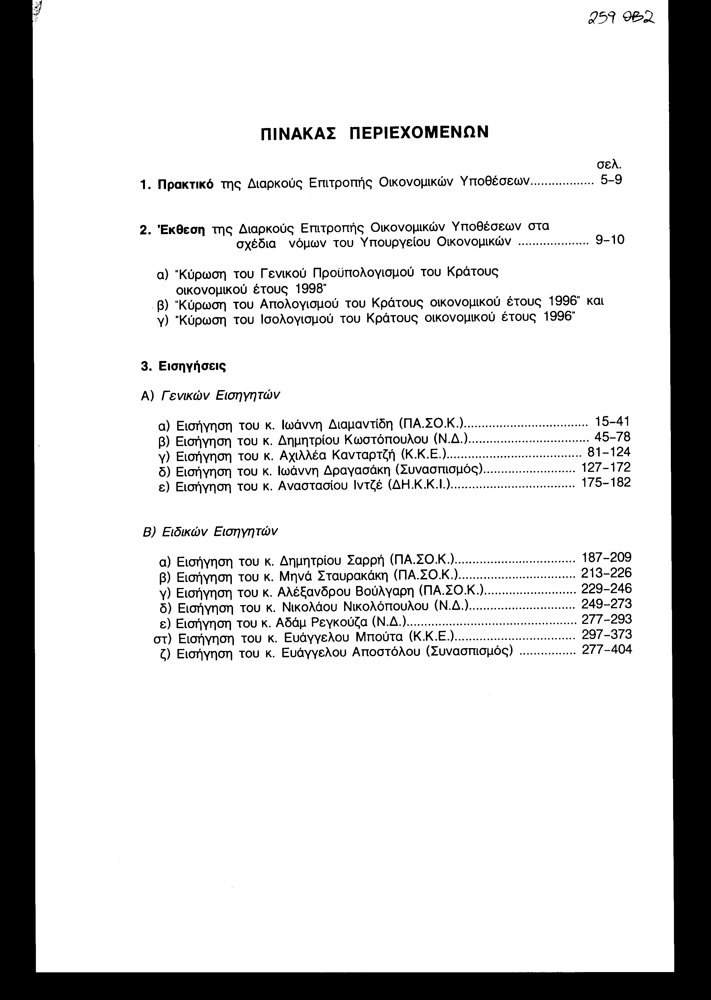 259 ΘΒ2
ΠΙΝΑΚΑΣ ΠΕΡΙΕΧΟΜΕΝΩΝ
σελ.
1. Πρακτικό της Διαρκούς Επιτροπής Οικονομικών Υποθέσεων.................. 5-9
2. Έκθεση της Διαρκούς Επιτροπής Οικονομικών Υποθέσεων στα
σχέδια νόμων του Υπουργείου Οικονομικών .................... 9-10
α) "Κύρωση του Γενικού Προϋπολογισμού του Κράτους
οικονομικού έτους 1998"
β) "Κύρωση του Απολογισμού του Κράτους οικονομικού έτους 1996" και
γ) "Κύρωση του Ισολογισμού του Κράτους οικονομικού έτους 1996"
3. Εισηγήσεις
Α) Γενικών Εισηγητών
α) Εισήγηση του κ. Ιωάννη Διαμαντίδη (ΠΑ.ΣΟ.Κ.)................................... 15-41
β) Εισήγηση του κ. Δημητρίου Κωστόπουλου (Ν.Δ.).................................. 45-78
γ) Εισήγηση του κ. Αχιλλέα Κανταρτζή (Κ.Κ.Ε.)...................................... 81-124
δ) Εισήγηση του κ. Ιωάννη Δραγασάκη (Συνασπισμός).......................... 127-172
ε) Εισήγηση του κ. Αναστασίου Ιντζέ (ΔΗ.Κ.Κ.Ι.)................................... 175-182
Β) Ειδικών Εισηγητών
α) Εισήγηση του κ. Δημητρίου Σαρρή (ΠΑ.ΣΟ.Κ.).................................. 187-209
β) Εισήγηση του κ. Μηνά Σταυρακάκη (ΠΑ.ΣΟ.Κ.)................................. 213-226
γ) Εισήγηση του κ. Αλέξανδρου Βούλγαρη (ΠΑ.ΣΟ.Κ.).......................... 229-246
δ) Εισήγηση του κ. Νικολάου Νικολόπουλου (Ν.Δ.).............................. 249-273
ε) Εισήγηση του κ. Αδάμ Ρεγκούζα (Ν.Δ.)................................................ 277-293
στ) Εισήγηση του κ. Ευάγγελου Μπούτα (Κ.Κ.Ε.).................................. 297-373
ζ) Εισήγηση του κ. Ευάγγελου Αποστόλου (Συνασπισμός) ................ 277-404